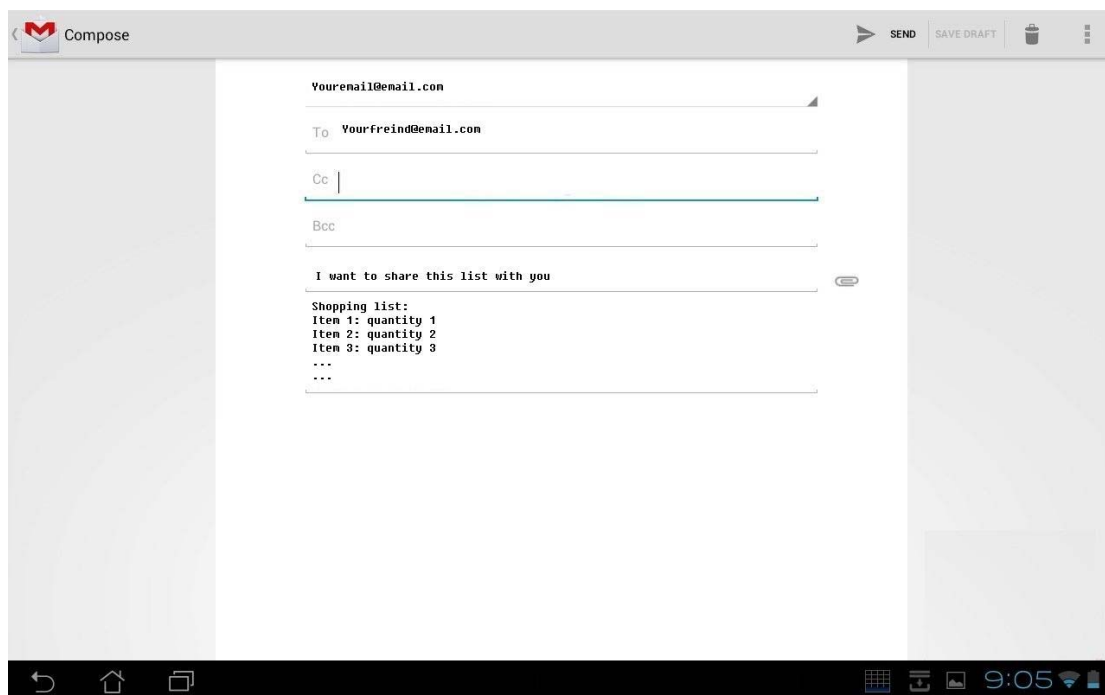 Compose
SEND
SAVE DRAFT
Youremail@email.com
To Yourfreind@email.com
Cc
Bcc
I want to share this list with you
Shopping list:
Item 1: quantity 1
Item 2: quantity 2
Item 3: quantity 3
...
...
9:05